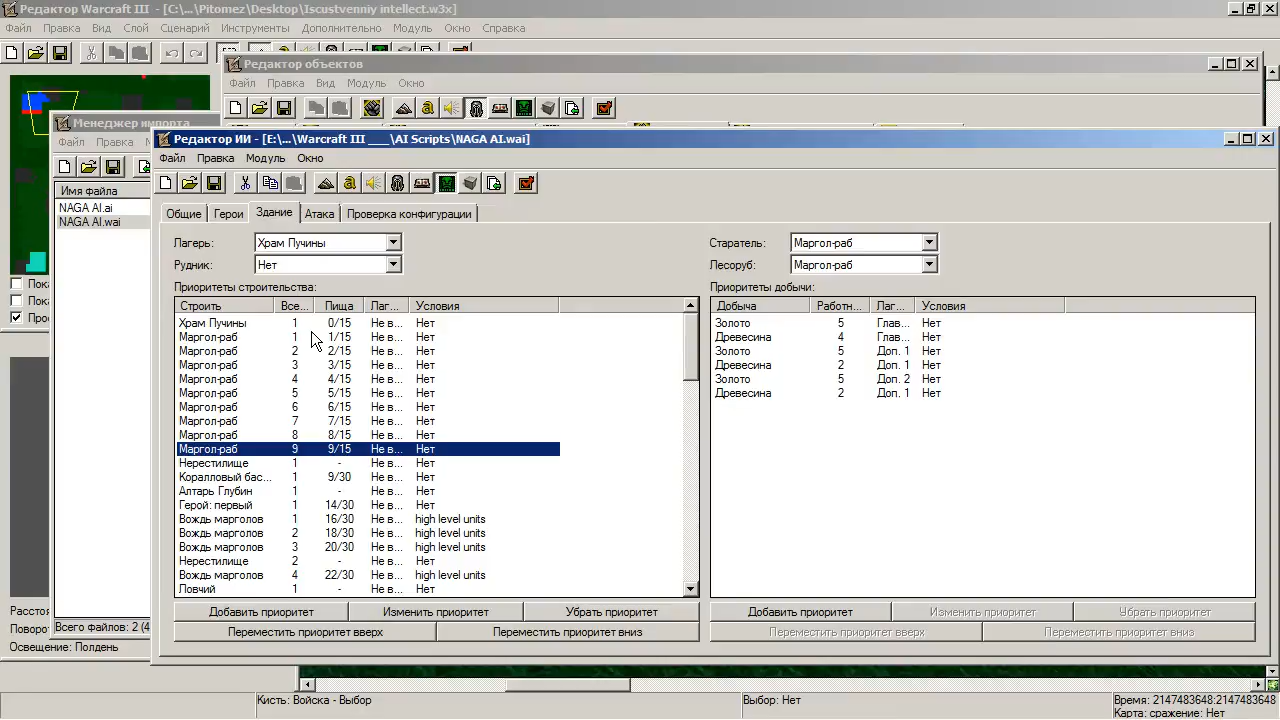 Редактор Warcraft III - [C:\...\Pitomez\Desktop\Iscustvenniy intellect.w3x]
Файл Правка Вид Слой Сценарий Инструменты Дополнительно Модуль Окно Справка
Редактор объектов
Файл Правка Вид Модуль Окно
Менеджер импорта
Файл Правка
Имя файла
NAGA AI.ai
NAGA AI.wai
Всего файлов: 2 (4
Пока
Пока
Прос
Расстоя
Поворот
Освещение: Полдень
Редактор ИИ - [E:\...\Warcraft III ___\AI Scripts\NAGA AI.wai]
Файл Правка Модуль Окно
Общие Герои Здание Атака Проверка конфигурации
Лагерь: Храм Пучины
Рудник: Нет
Приоритеты строительства:
Строить Все... Пища Лаг... Условия
Храм Пучины 1 0/15 Не в... Нет
Маргол-раб 1 1/15 Не в... Нет
Маргол-раб 2 2/15 Не в... Нет
Маргол-раб 3 3/15 Не в... Нет
Маргол-раб 4 4/15 Не в... Нет
Маргол-раб 5 5/15 Не в... Нет
Маргол-раб 6 6/15 Не в... Нет
Маргол-раб 7 7/15 Не в... Нет
Маргол-раб 8 8/15 Не в... Нет
Маргол-раб 9 9/15 Не в... Нет
Нерестилище 1 - Не в... Нет
Коралловый бас... 1 9/30 Не в... Нет
Алтарь Глубин 1 - Не в... Нет
Герой: первый 1 14/30 Не в... Нет
Вождь марголов 1 16/30 Не в... high level units
Вождь марголов 2 18/30 Не в... high level units
Вождь марголов 3 20/30 Не в... high level units
Нерестилище 2 - Не в... Нет
Вождь марголов 4 22/30 Не в... high level units
Ловчий 1 - Не в... Нет
Добавить приоритет Изменить приоритет Убрать приоритет
Переместить приоритет вверх Переместить приоритет вниз
Старатель: Маргол-раб
Лесоруб: Маргол-раб
Приоритеты добычи:
Добыча Работн... Лаг... Условия
Золото 5 Глав... Нет
Древесина 4 Глав... Нет
Золото 5 Доп. 1 Нет
Древесина 2 Доп. 1 Нет
Золото 5 Доп. 2 Нет
Древесина 2 Доп. 1 Нет
Добавить приоритет Изменить приоритет Убрать приоритет
Переместить приоритет вверх Переместить приоритет вниз
Кисть: Войска - Выбор
Выбор: Нет
Время: 2147483648:2147483648
Карта: сражение: Нет